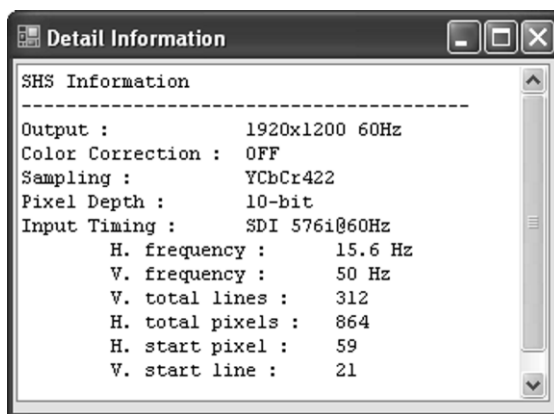 Detail Information
SHS Information
----------------------------------------
Output : 1920x1200 60Hz
Color Correction : OFF
Sampling : YCbCr422
Pixel Depth : 10-bit
Input Timing : SDI 576i@60Hz
H. frequency : 15.6 Hz
V. frequency : 50 Hz
V. total lines : 312
H. total pixels : 864
H. start pixel : 59
V. start line : 21